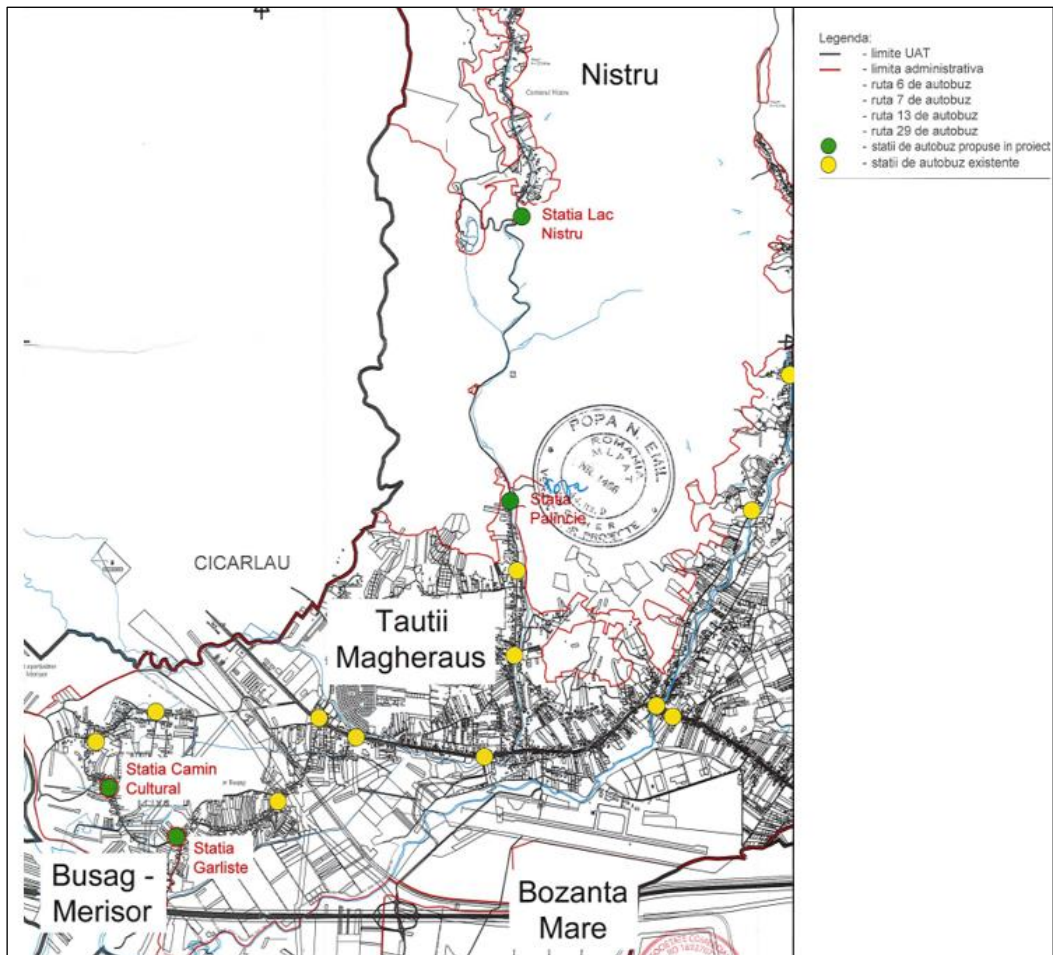 Nistru
Comunul Nistru
Statia Lac
Nistru
POPA N. EMIL
ROMANIA
M.L.P.A.T
NR. 1466
Statia
Palincie
CICARLAU
Tautii
Magheraus
Statia Camin
Cultural
Statia
Garliste
Busag -
Merisor
Bozanta
Mare
Legenda:
- limite UAT
- limita administrativa
- ruta 6 de autobuz
- ruta 7 de autobuz
- ruta 13 de autobuz
- ruta 29 de autobuz
- statii de autobuz propuse in proiect
- statii de autobuz existente